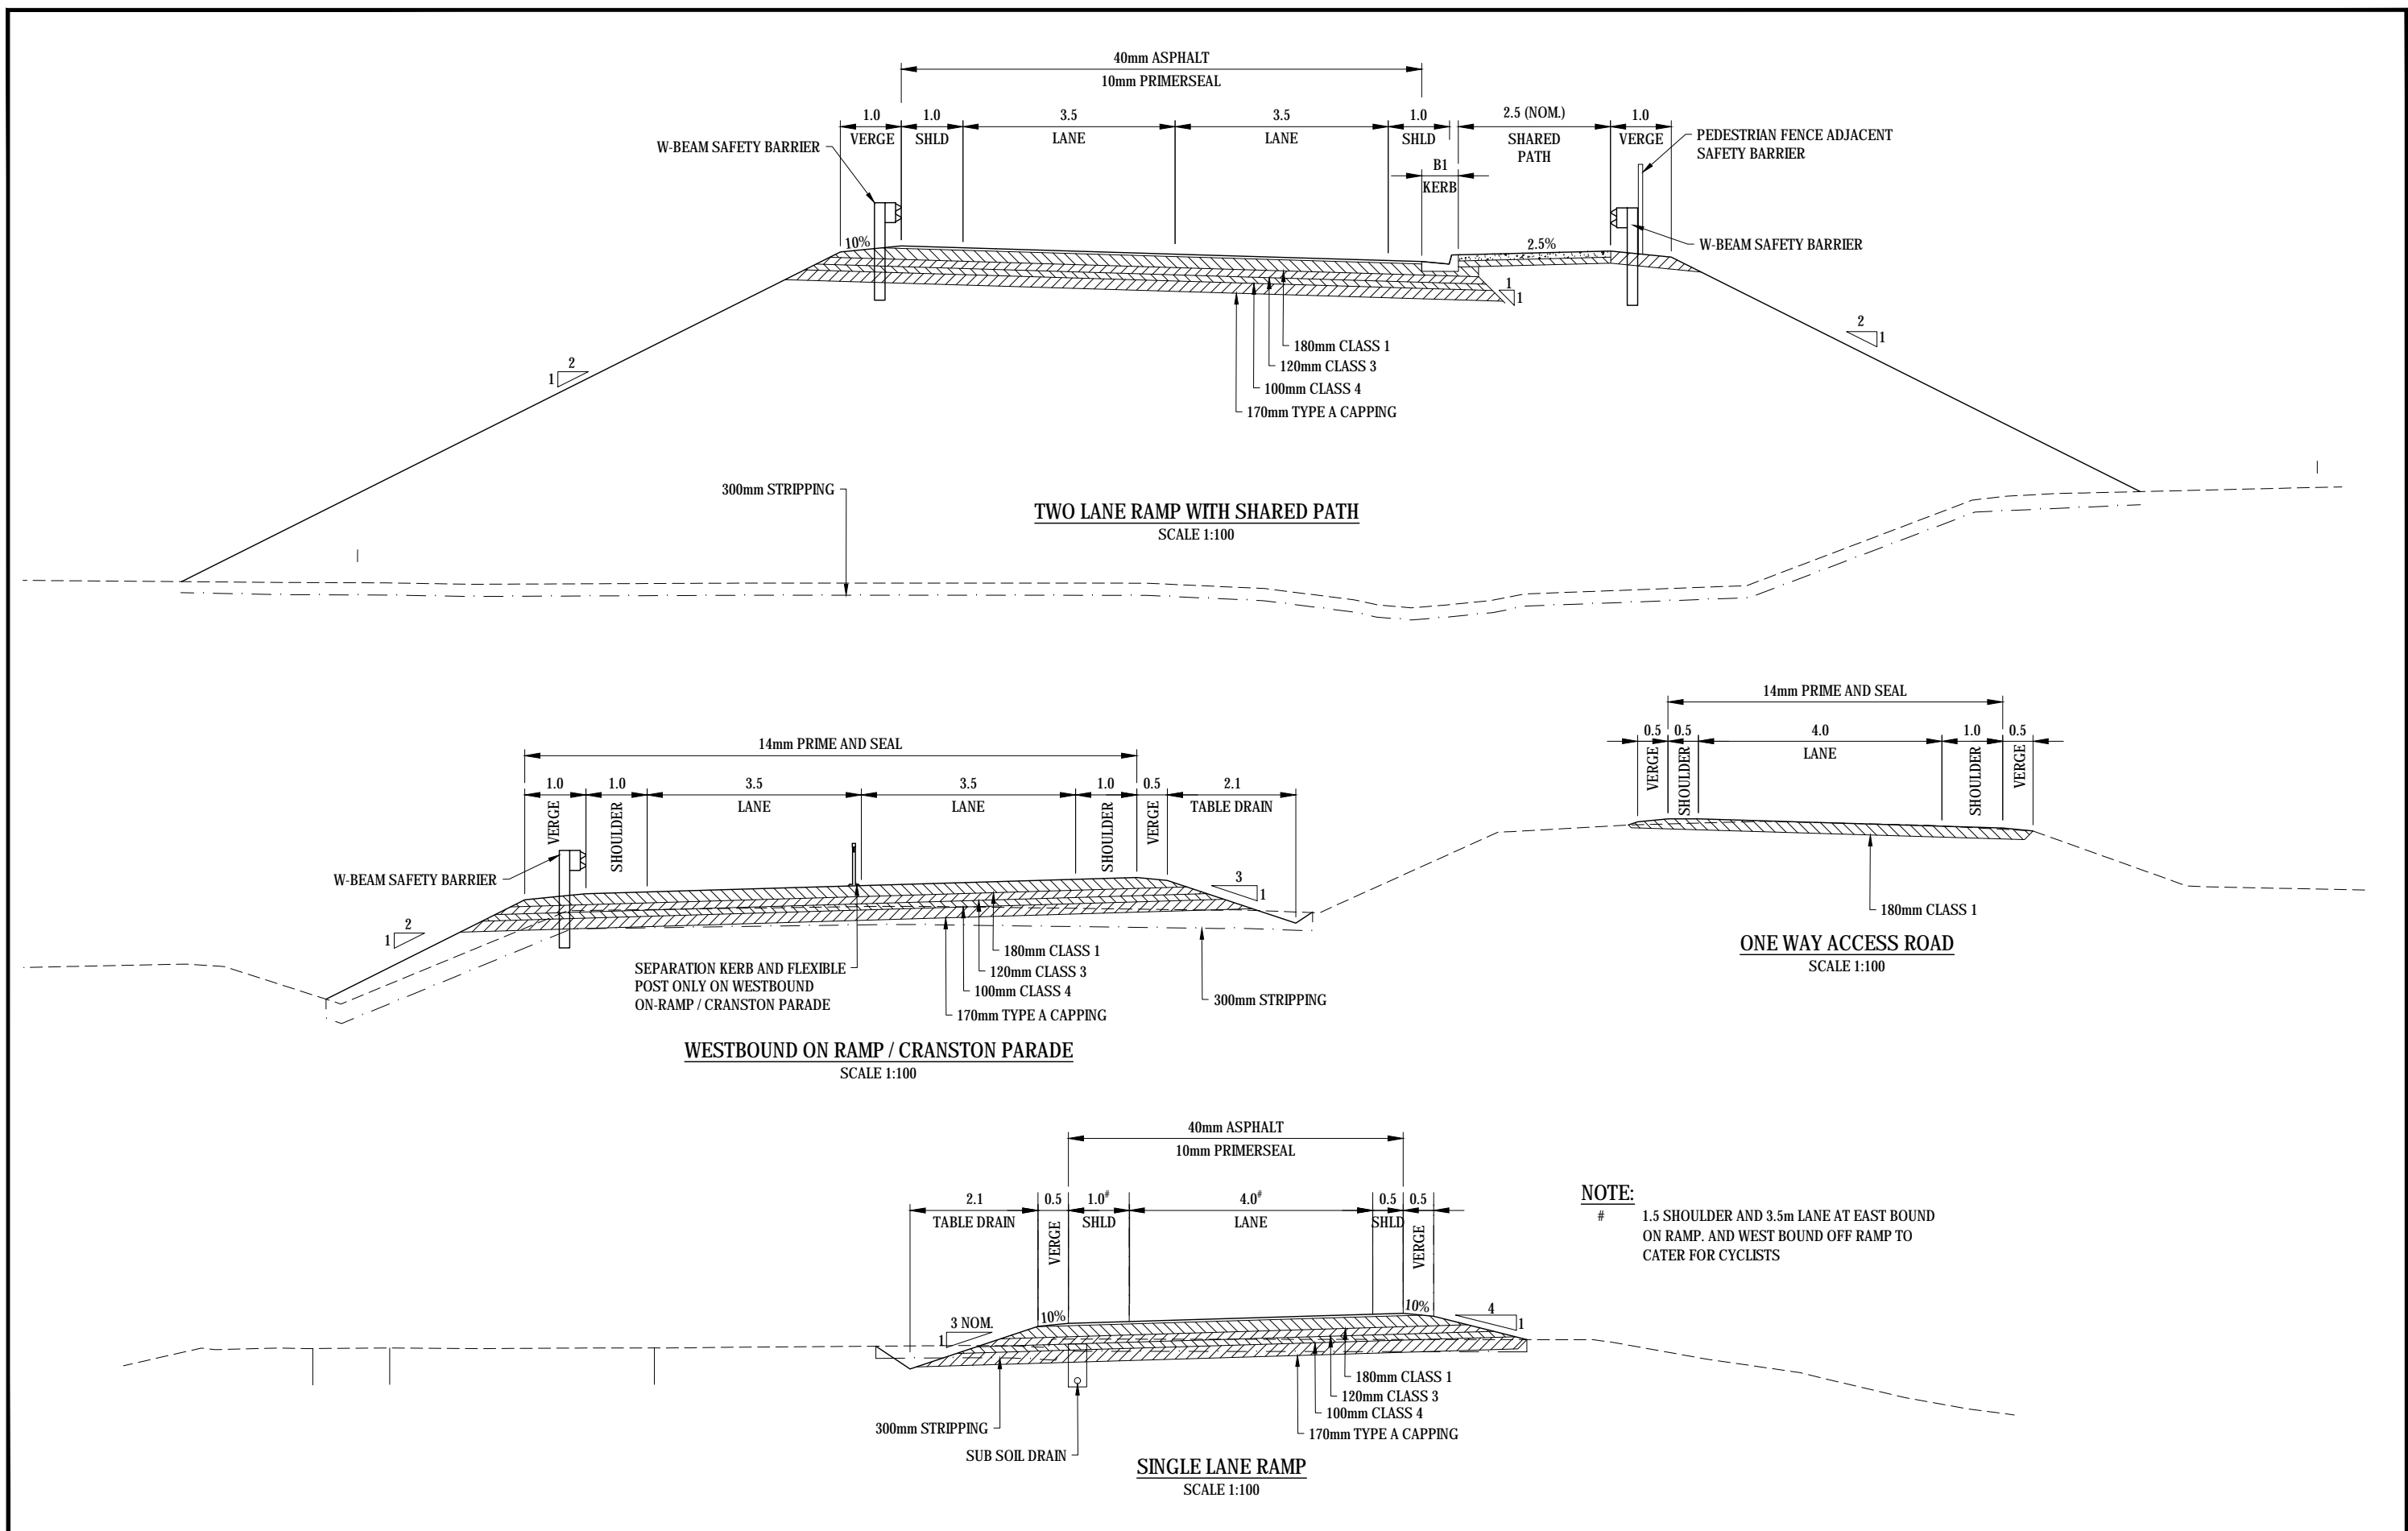 40mm ASPHALT
10mm PRIMERSEAL
1.0
VERGE
1.0
SHLD
3.5
LANE
3.5
LANE
1.0
SHLD
2.5 (NOM.)
SHARED
PATH
1.0
VERGE
B1
KERB
W-BEAM SAFETY BARRIER
PEDESTRIAN FENCE ADJACENT
SAFETY BARRIER
W-BEAM SAFETY BARRIER
10%
2.5%
1
1
2
1
2
1
180mm CLASS 1
120mm CLASS 3
100mm CLASS 4
170mm TYPE A CAPPING
300mm STRIPPING
TWO LANE RAMP WITH SHARED PATH
SCALE 1:100
14mm PRIME AND SEAL
1.0
VERGE
1.0
SHOULDER
3.5
LANE
3.5
LANE
1.0
SHOULDER
0.5
VERGE
2.1
TABLE DRAIN
W-BEAM SAFETY BARRIER
2
1
3
1
SEPARATION KERB AND FLEXIBLE
POST ONLY ON WESTBOUND
ON-RAMP / CRANSTON PARADE
180mm CLASS 1
120mm CLASS 3
100mm CLASS 4
170mm TYPE A CAPPING
300mm STRIPPING
WESTBOUND ON RAMP / CRANSTON PARADE
SCALE 1:100
14mm PRIME AND SEAL
0.5
VERGE
0.5
SHOULDER
4.0
LANE
1.0
SHOULDER
0.5
VERGE
180mm CLASS 1
ONE WAY ACCESS ROAD
SCALE 1:100
40mm ASPHALT
10mm PRIMERSEAL
2.1
TABLE DRAIN
0.5
VERGE
1.0#
SHLD
4.0#
LANE
0.5
SHLD
0.5
VERGE
3 NOM.
1
10%
10%
4
1
180mm CLASS 1
120mm CLASS 3
100mm CLASS 4
170mm TYPE A CAPPING
300mm STRIPPING
SUB SOIL DRAIN
SINGLE LANE RAMP
SCALE 1:100
NOTE:
# 1.5 SHOULDER AND 3.5m LANE AT EAST BOUND
ON RAMP. AND WEST BOUND OFF RAMP TO
CATER FOR CYCLISTS